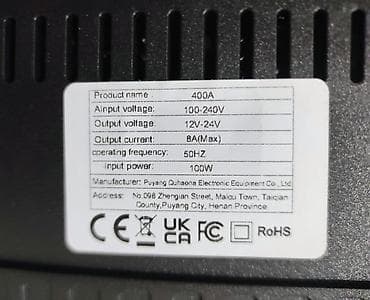 Product name 400A
Ainput voltage: 100-240V
Output voltage: 12V-24V
Output current: 8A(Max)
operating frequency: 50HZ
Input power: 100W
Manufacturer: Puyang Quhaona Electronic Equipment Co., Ltd
Address: No.098 Zhengian Street, Malou Town, Taiqian
County,Puyang City, Henan Province
CE UK
CA FC RoHS